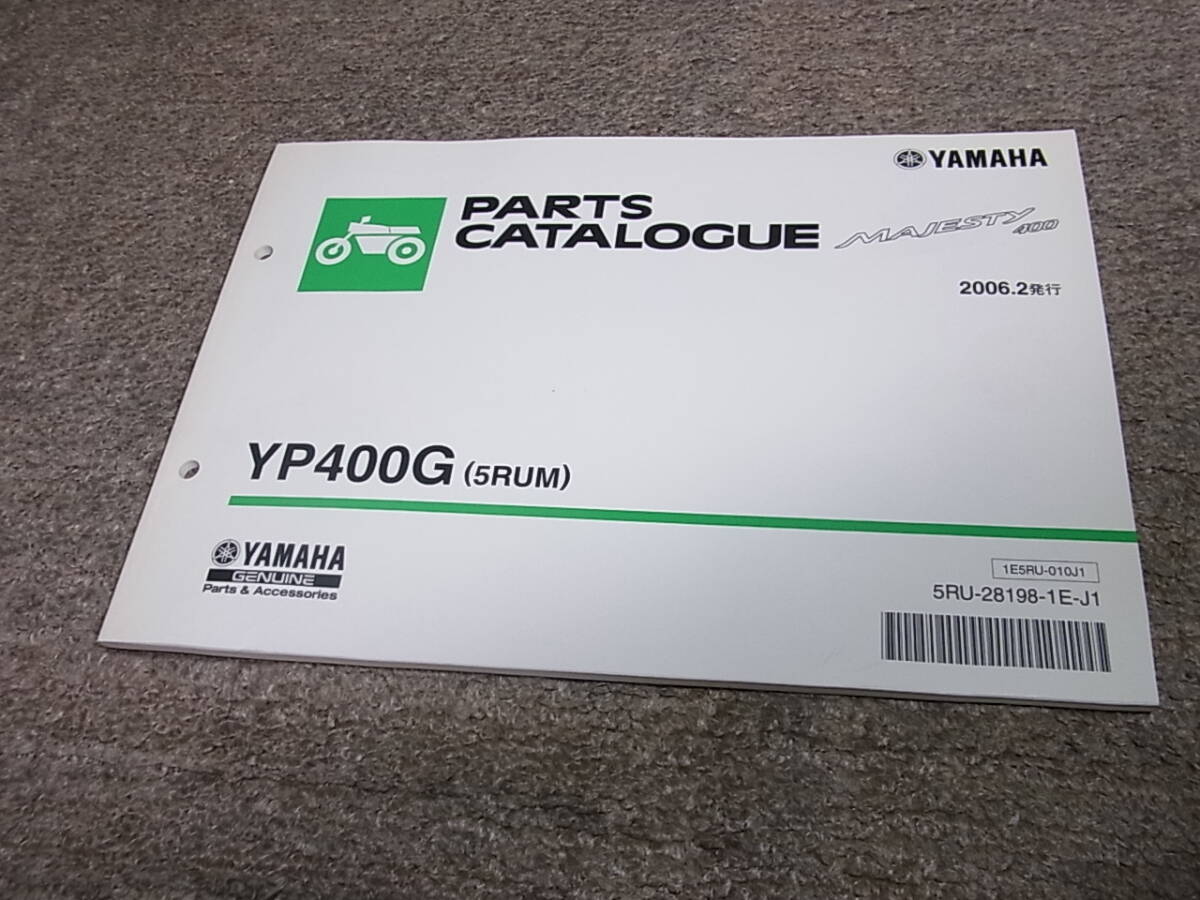 YAMAHA
PARTS
CATALOGUE
MAJESTY
400
2006.2発行
YP400G (5RUM)
YAMAHA
GENUINE
Parts & Accessories
1E5RU-010J1
5RU-28198-1E-J1